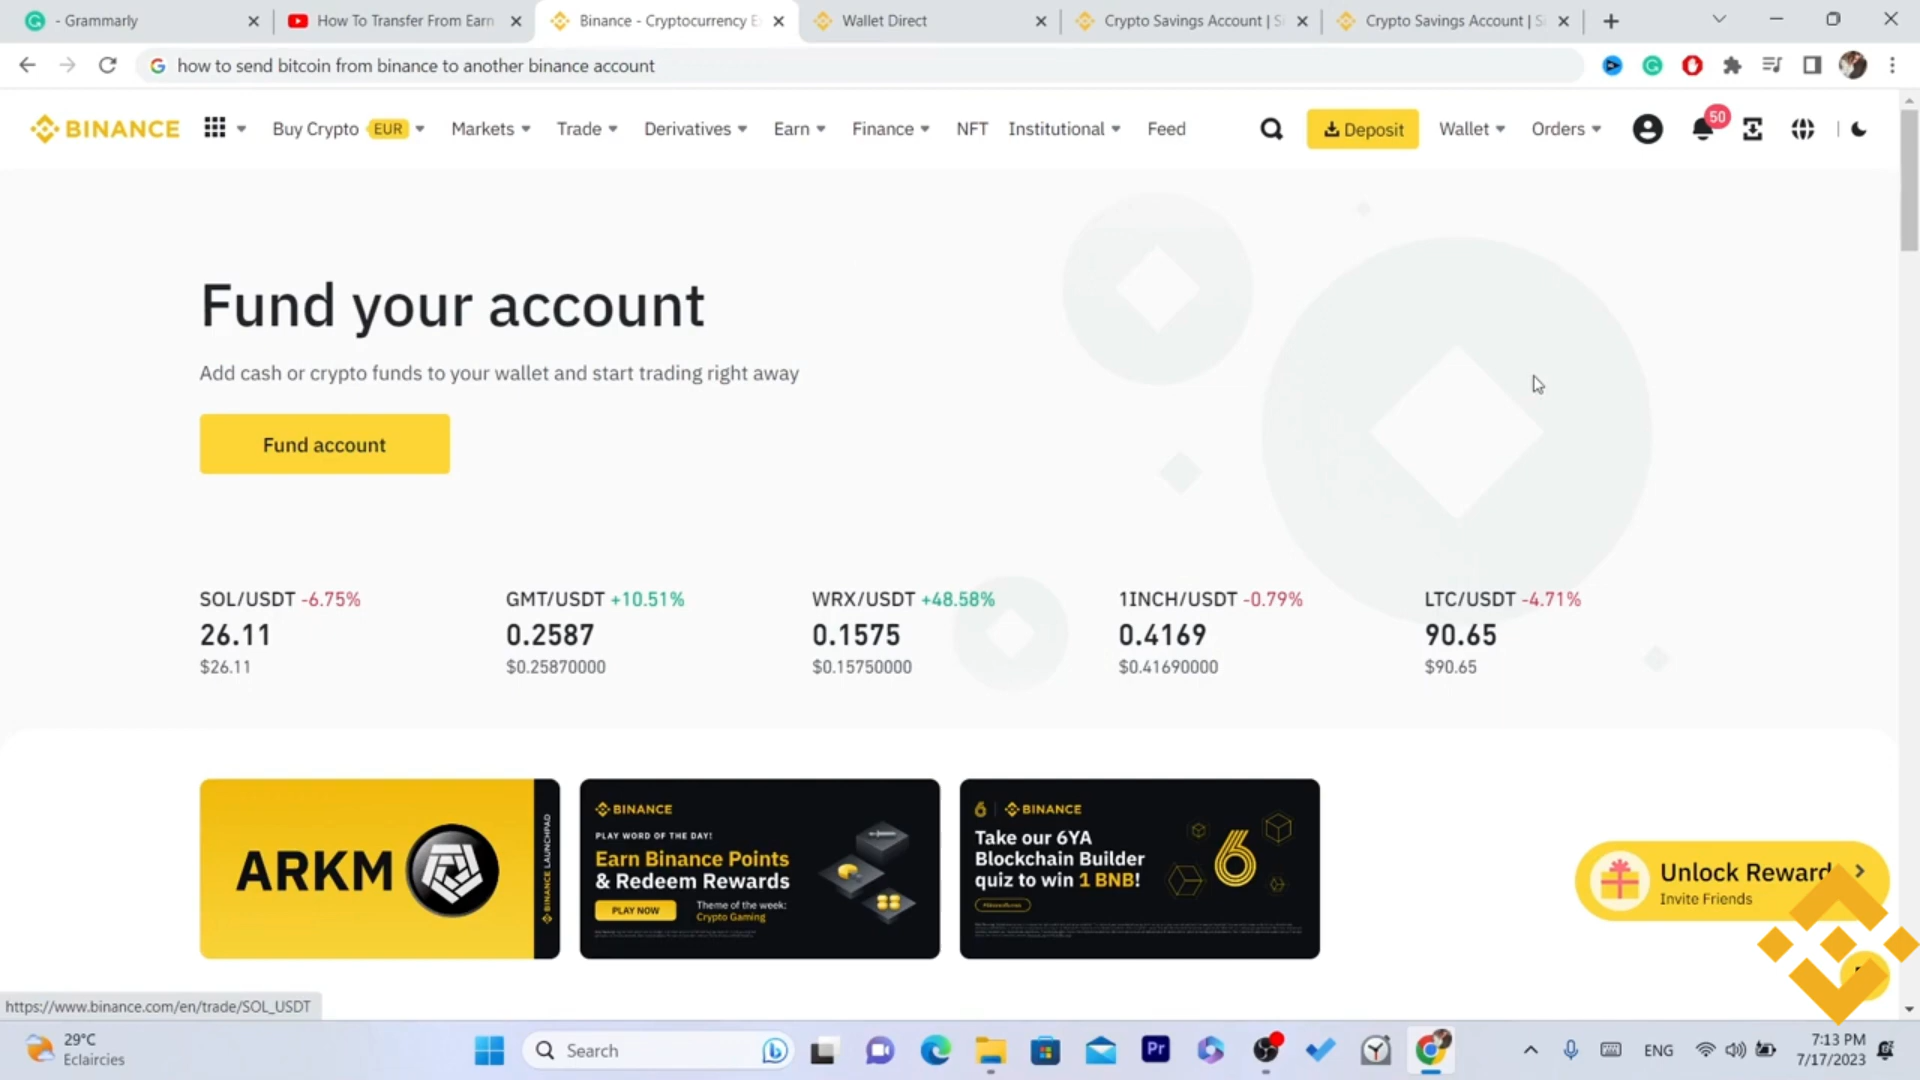 - Grammarly
How To Transfer From Earn
Binance - Cryptocurrency E
Wallet Direct
Crypto Savings Account | S
Crypto Savings Account | S
how to send bitcoin from binance to another binance account
BINANCE
Buy Crypto EUR
Markets
Trade
Derivatives
Earn
Finance
NFT
Institutional
Feed
Deposit
Wallet
Orders
50
Fund your account
Add cash or crypto funds to your wallet and start trading right away
Fund account
SOL/USDT -6.75%
26.11
$26.11
GMT/USDT +10.51%
0.2587
$0.25870000
WRX/USDT +48.58%
0.1575
$0.15750000
1INCH/USDT -0.79%
0.4169
$0.41690000
LTC/USDT -4.71%
90.65
$90.65
ARKM
BINANCE LAUNCHPAD
BINANCE
PLAY WORD OF THE DAY!
Earn Binance Points
& Redeem Rewards
PLAY NOW
Theme of the week:
Crypto Gaming
6 | BINANCE
Take our 6YA
Blockchain Builder
quiz to win 1 BNB!
6
Unlock Reward
Invite Friends
https://www.binance.com/en/trade/SOL_USDT
29°C
Eclaircies
Search
Pr
ENG
7:13 PM
7/17/2023